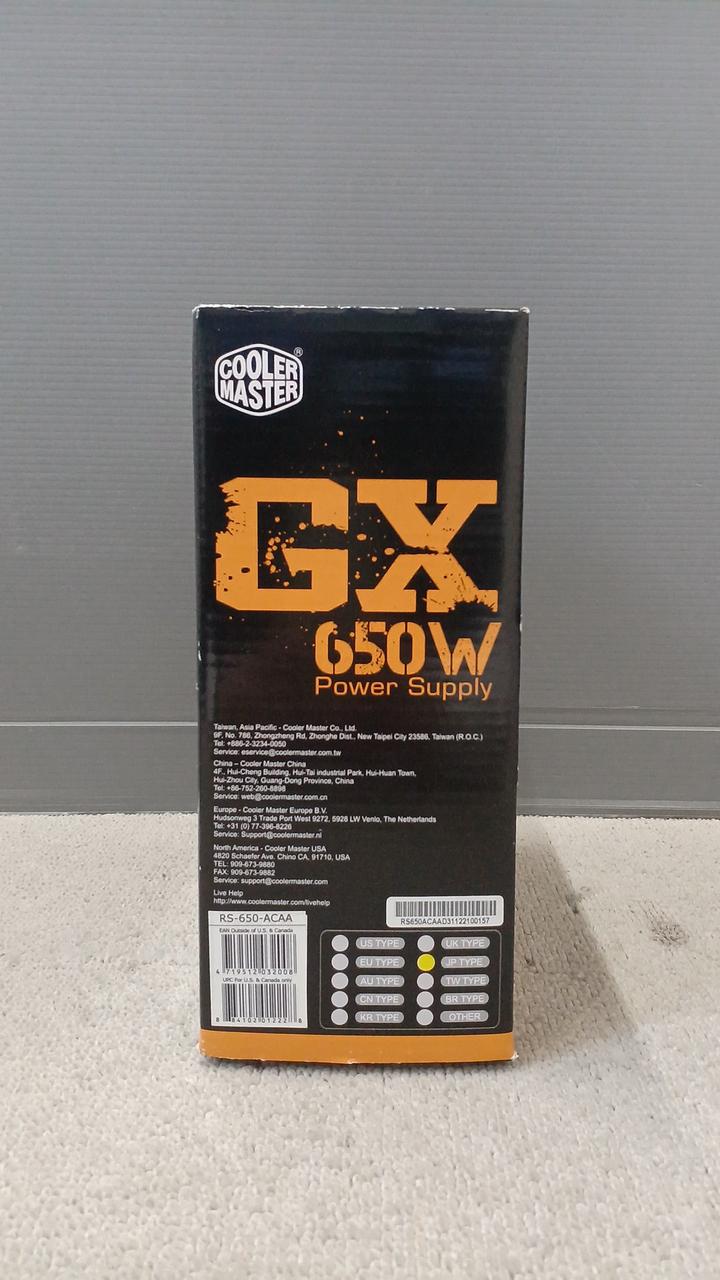 COOLER
MASTER
®
GX
650W
Power Supply
Taiwan, Asia Pacific - Cooler Master Co., Ltd.
9F, No. 786, Zhongzheng Rd, Zhonghe Dist., New Taipei City 23586, Taiwan (R.O.C.)
Tel: +886-2-3234-0050
Service: eservice@coolermaster.com.tw
China – Cooler Master China
4F., Hui-Cheng Building, Hui-Tai industrial Park, Hui-Huan Town,
Hui-Zhou City, Guang-Dong Province, China
Tel: +86-752-260-8898
Service: web@coolermaster.com.cn
Europe - Cooler Master Europe B.V.
Hudsonweg 3 Trade Port West 9272, 5928 LW Venlo, The Netherlands
Tel: +31 (0) 77-396-8226
Service: Support@coolermaster.nl
North America - Cooler Master USA
4820 Schaefer Ave. Chino CA, 91710, USA
TEL: 909-673-9880
FAX: 909-673-9882
Service: support@coolermaster.com
Live Help
http://www.coolermaster.com/livehelp
RS-650-ACAA
EAN Outside of U.S. & Canada
4 719512 032008
UPC For U.S. & Canada only
8 84102 01222 8
RS650ACAAD31122100157
US TYPE UK TYPE
EU TYPE JP TYPE
AU TYPE TW TYPE
CN TYPE BR TYPE
KR TYPE OTHER